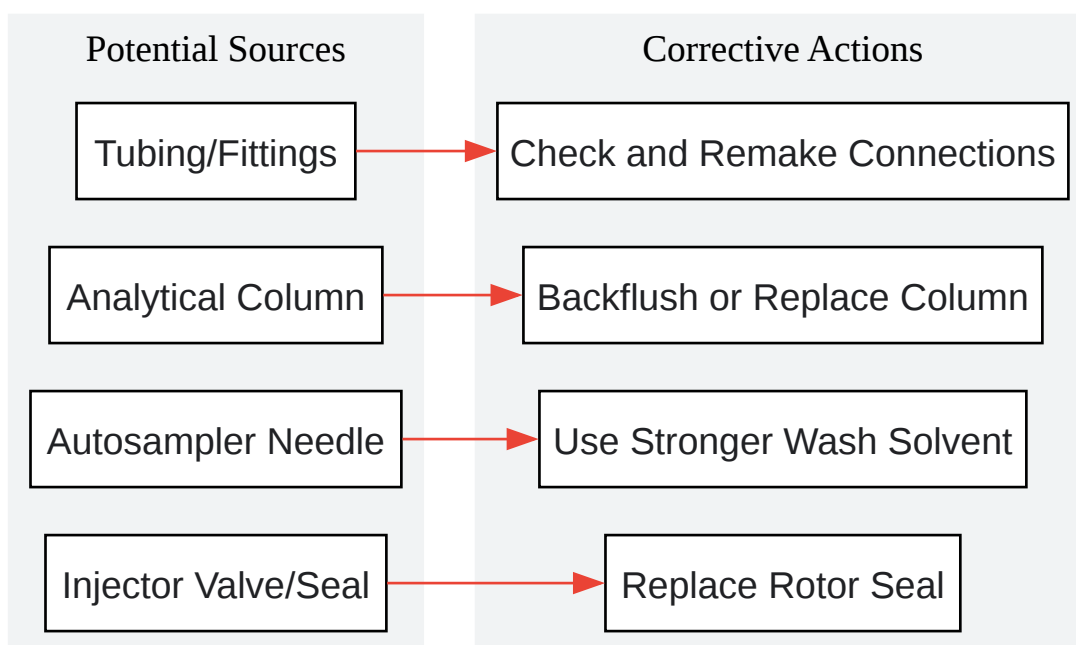 Potential Sources
Corrective Actions
Tubing/Fittings
Check and Remake Connections
Analytical Column
Backflush or Replace Column
Autosampler Needle
Use Stronger Wash Solvent
Injector Valve/Seal
Replace Rotor Seal